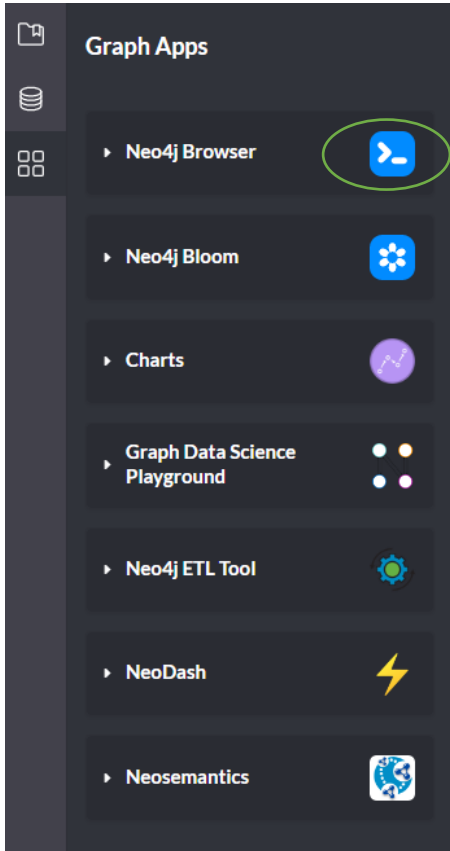 Graph Apps
Neo4j Browser
Neo4j Bloom
Charts
Graph Data Science
Playground
Neo4j ETL Tool
NeoDash
Neosemantics